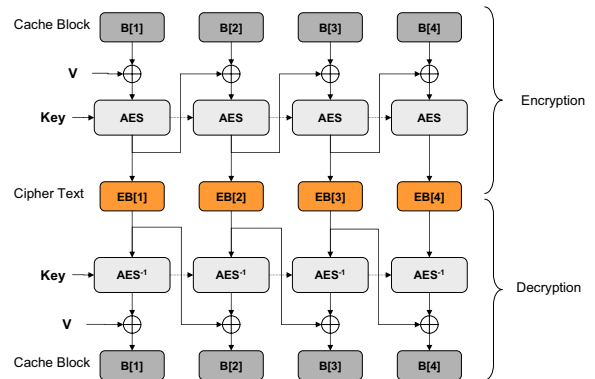 Cache Block B[1] B[2] B[3] B[4]
V
Key AES AES AES AES
Encryption
Cipher Text EB[1] EB[2] EB[3] EB[4]
Key AES-1 AES-1 AES-1 AES-1
Decryption
V
Cache Block B[1] B[2] B[3] B[4]